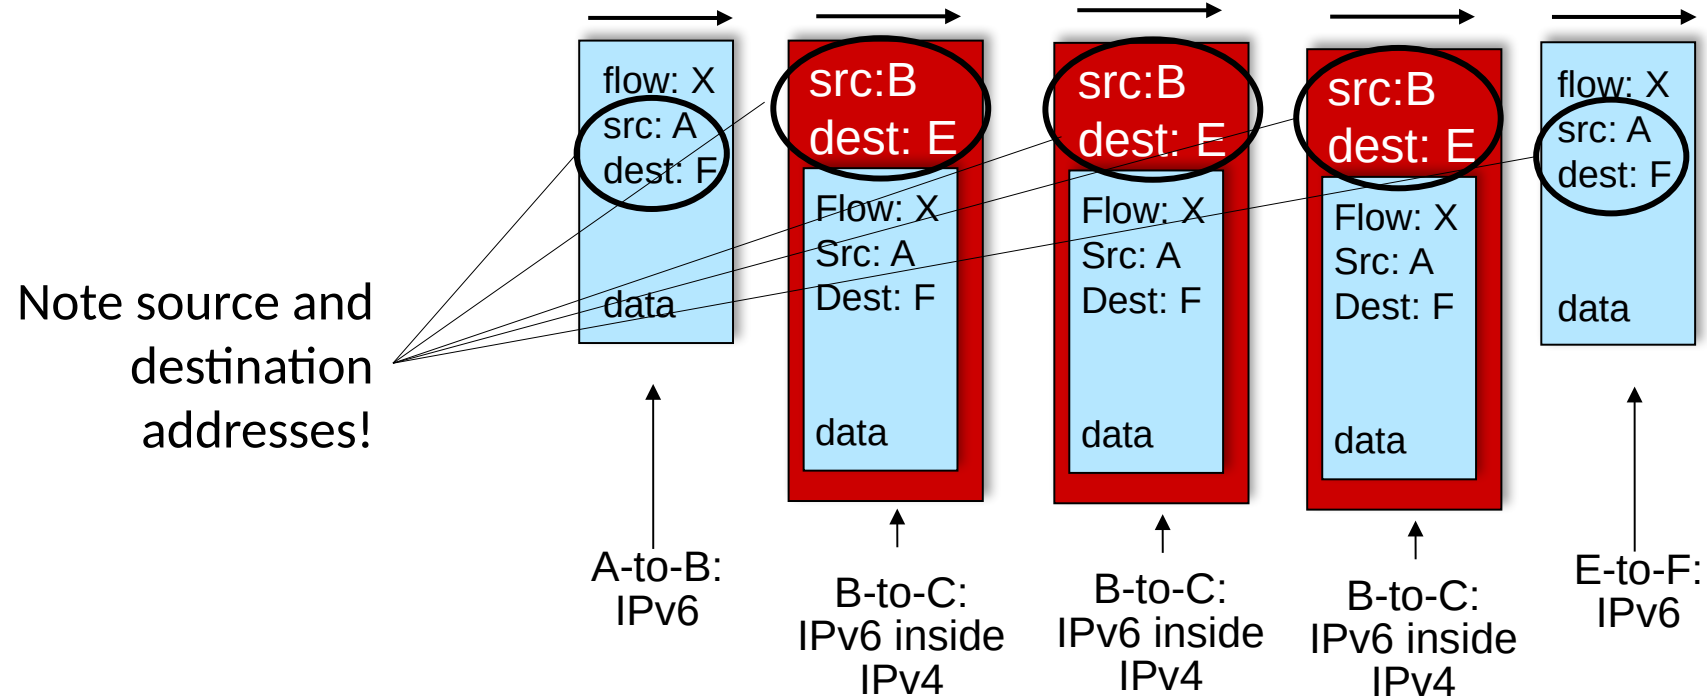 Note source and
destination
addresses!
flow: X
src: A
dest: F
data
A-to-B:
IPv6
src:B
dest: E
Flow: X
Src: A
Dest: F
data
B-to-C:
IPv6 inside
IPv4
src:B
dest: E
Flow: X
Src: A
Dest: F
data
B-to-C:
IPv6 inside
IPv4
src:B
dest: E
Flow: X
Src: A
Dest: F
data
B-to-C:
IPv6 inside
IPv4
flow: X
src: A
dest: F
data
E-to-F:
IPv6